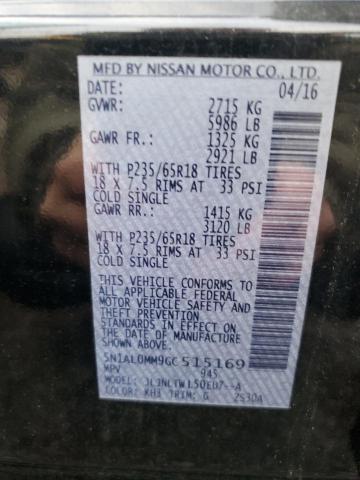 MFD BY NISSAN MOTOR CO., LTD.
DATE: 04/16
GVWR: 2715 KG
5986 LB
GAWR FR.: 1325 KG
2921 LB
WITH P235/65R18 TIRES
18 X 7.5 RIMS AT 33 PSI
COLD SINGLE
GAWR RR.: 1415 KG
3120 LB
WITH P235/65R18 TIRES
18 X 7.5 RIMS AT 33 PSI
COLD SINGLE
THIS VEHICLE CONFORMS TO
ALL APPLICABLE FEDERAL
MOTOR VEHICLE SAFETY AND
THEFT PREVENTION
STANDARDS IN EFFECT ON
THE DATE OF MANUFACTURE
SHOWN ABOVE.
5N1AL0MM9GC515169
MPV 945
MODEL: JLJNLTWL50EU7--A
COLOR: KH3 TRIM: G 2530A